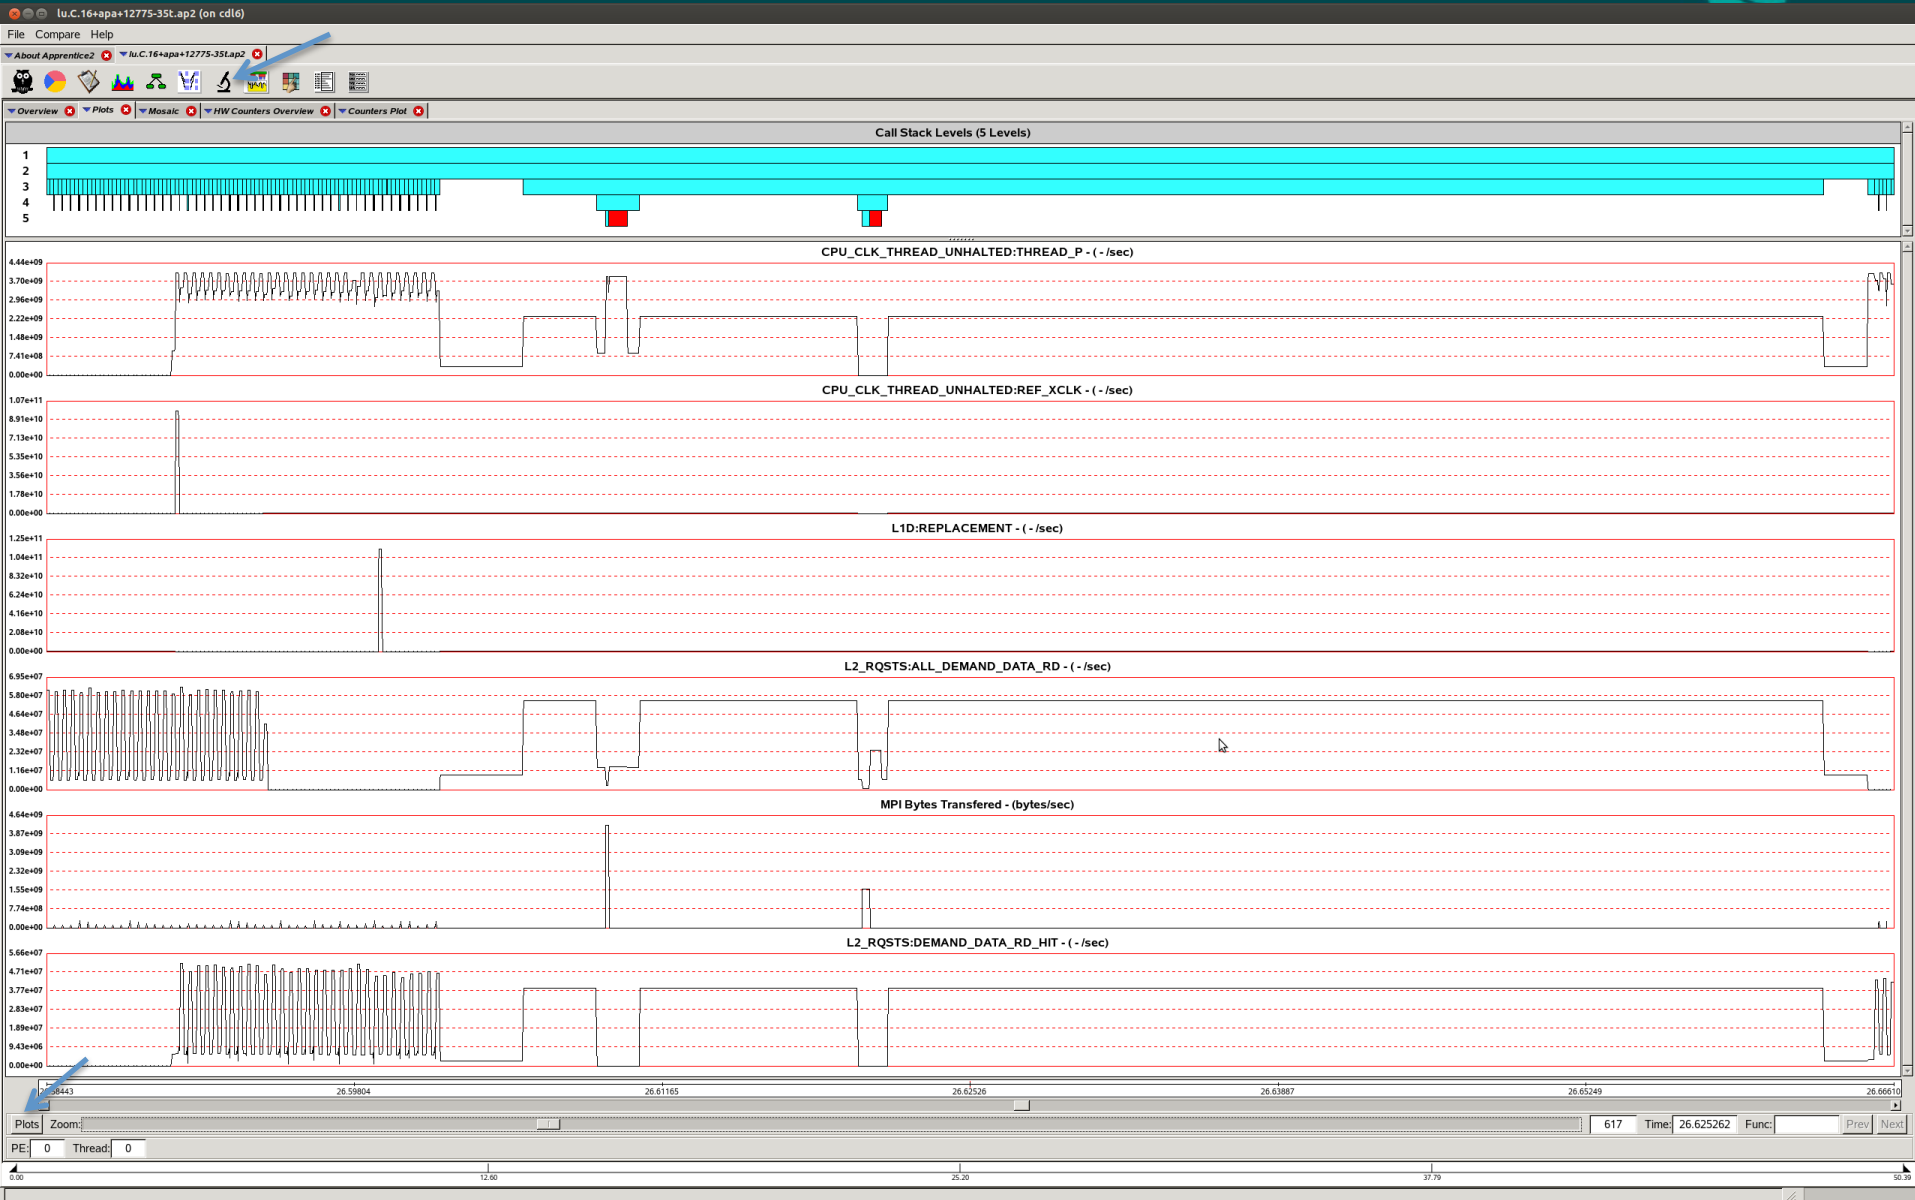 lu.C.16+apa+12775-35t.ap2 (on cdl6)
File Compare Help
About Apprentice2 lu.C.16+apa+12775-35t.ap2
Overview Plots Mosaic HW Counters Overview Counters Plot
Call Stack Levels (5 Levels)
1
2
3
4
5
CPU_CLK_THREAD_UNHALTED:THREAD_P - ( - /sec)
4.44e+09
3.70e+09
2.96e+09
2.22e+09
1.48e+09
7.41e+08
0.00e+00
CPU_CLK_THREAD_UNHALTED:REF_XCLK - ( - /sec)
1.07e+11
8.91e+10
7.13e+10
5.35e+10
3.56e+10
1.78e+10
0.00e+00
L1D:REPLACEMENT - ( - /sec)
1.25e+11
1.04e+11
8.32e+10
6.24e+10
4.16e+10
2.08e+10
0.00e+00
L2_RQSTS:ALL_DEMAND_DATA_RD - ( - /sec)
6.95e+07
5.80e+07
4.64e+07
3.48e+07
2.32e+07
1.16e+07
0.00e+00
MPI Bytes Transfered - (bytes/sec)
4.64e+09
3.87e+09
3.09e+09
2.32e+09
1.55e+09
7.74e+08
0.00e+00
L2_RQSTS:DEMAND_DATA_RD_HIT - ( - /sec)
5.66e+07
4.71e+07
3.77e+07
2.83e+07
1.89e+07
9.43e+06
0.00e+00
26.59804 26.61165 26.62526 26.63887 26.65249 26.66610
Plots Zoom: 617 Time: 26.625262 Func: Prev Next
PE: 0 Thread: 0
0.00 12.60 25.20 37.79 50.39